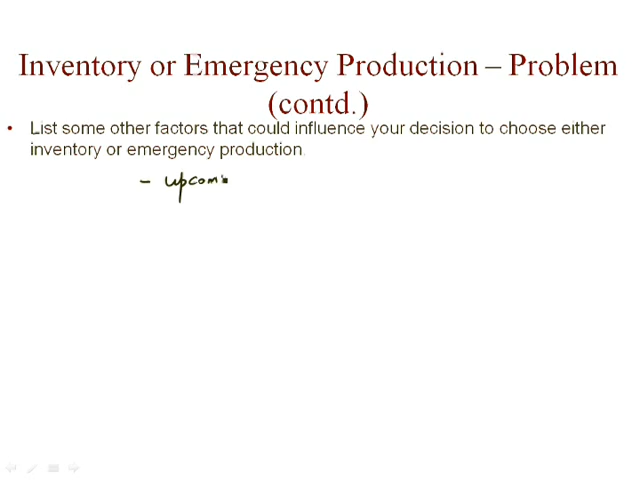 Inventory or Emergency Production – Problem
(contd.)
• List some other factors that could influence your decision to choose either
inventory or emergency production.
- upcomi